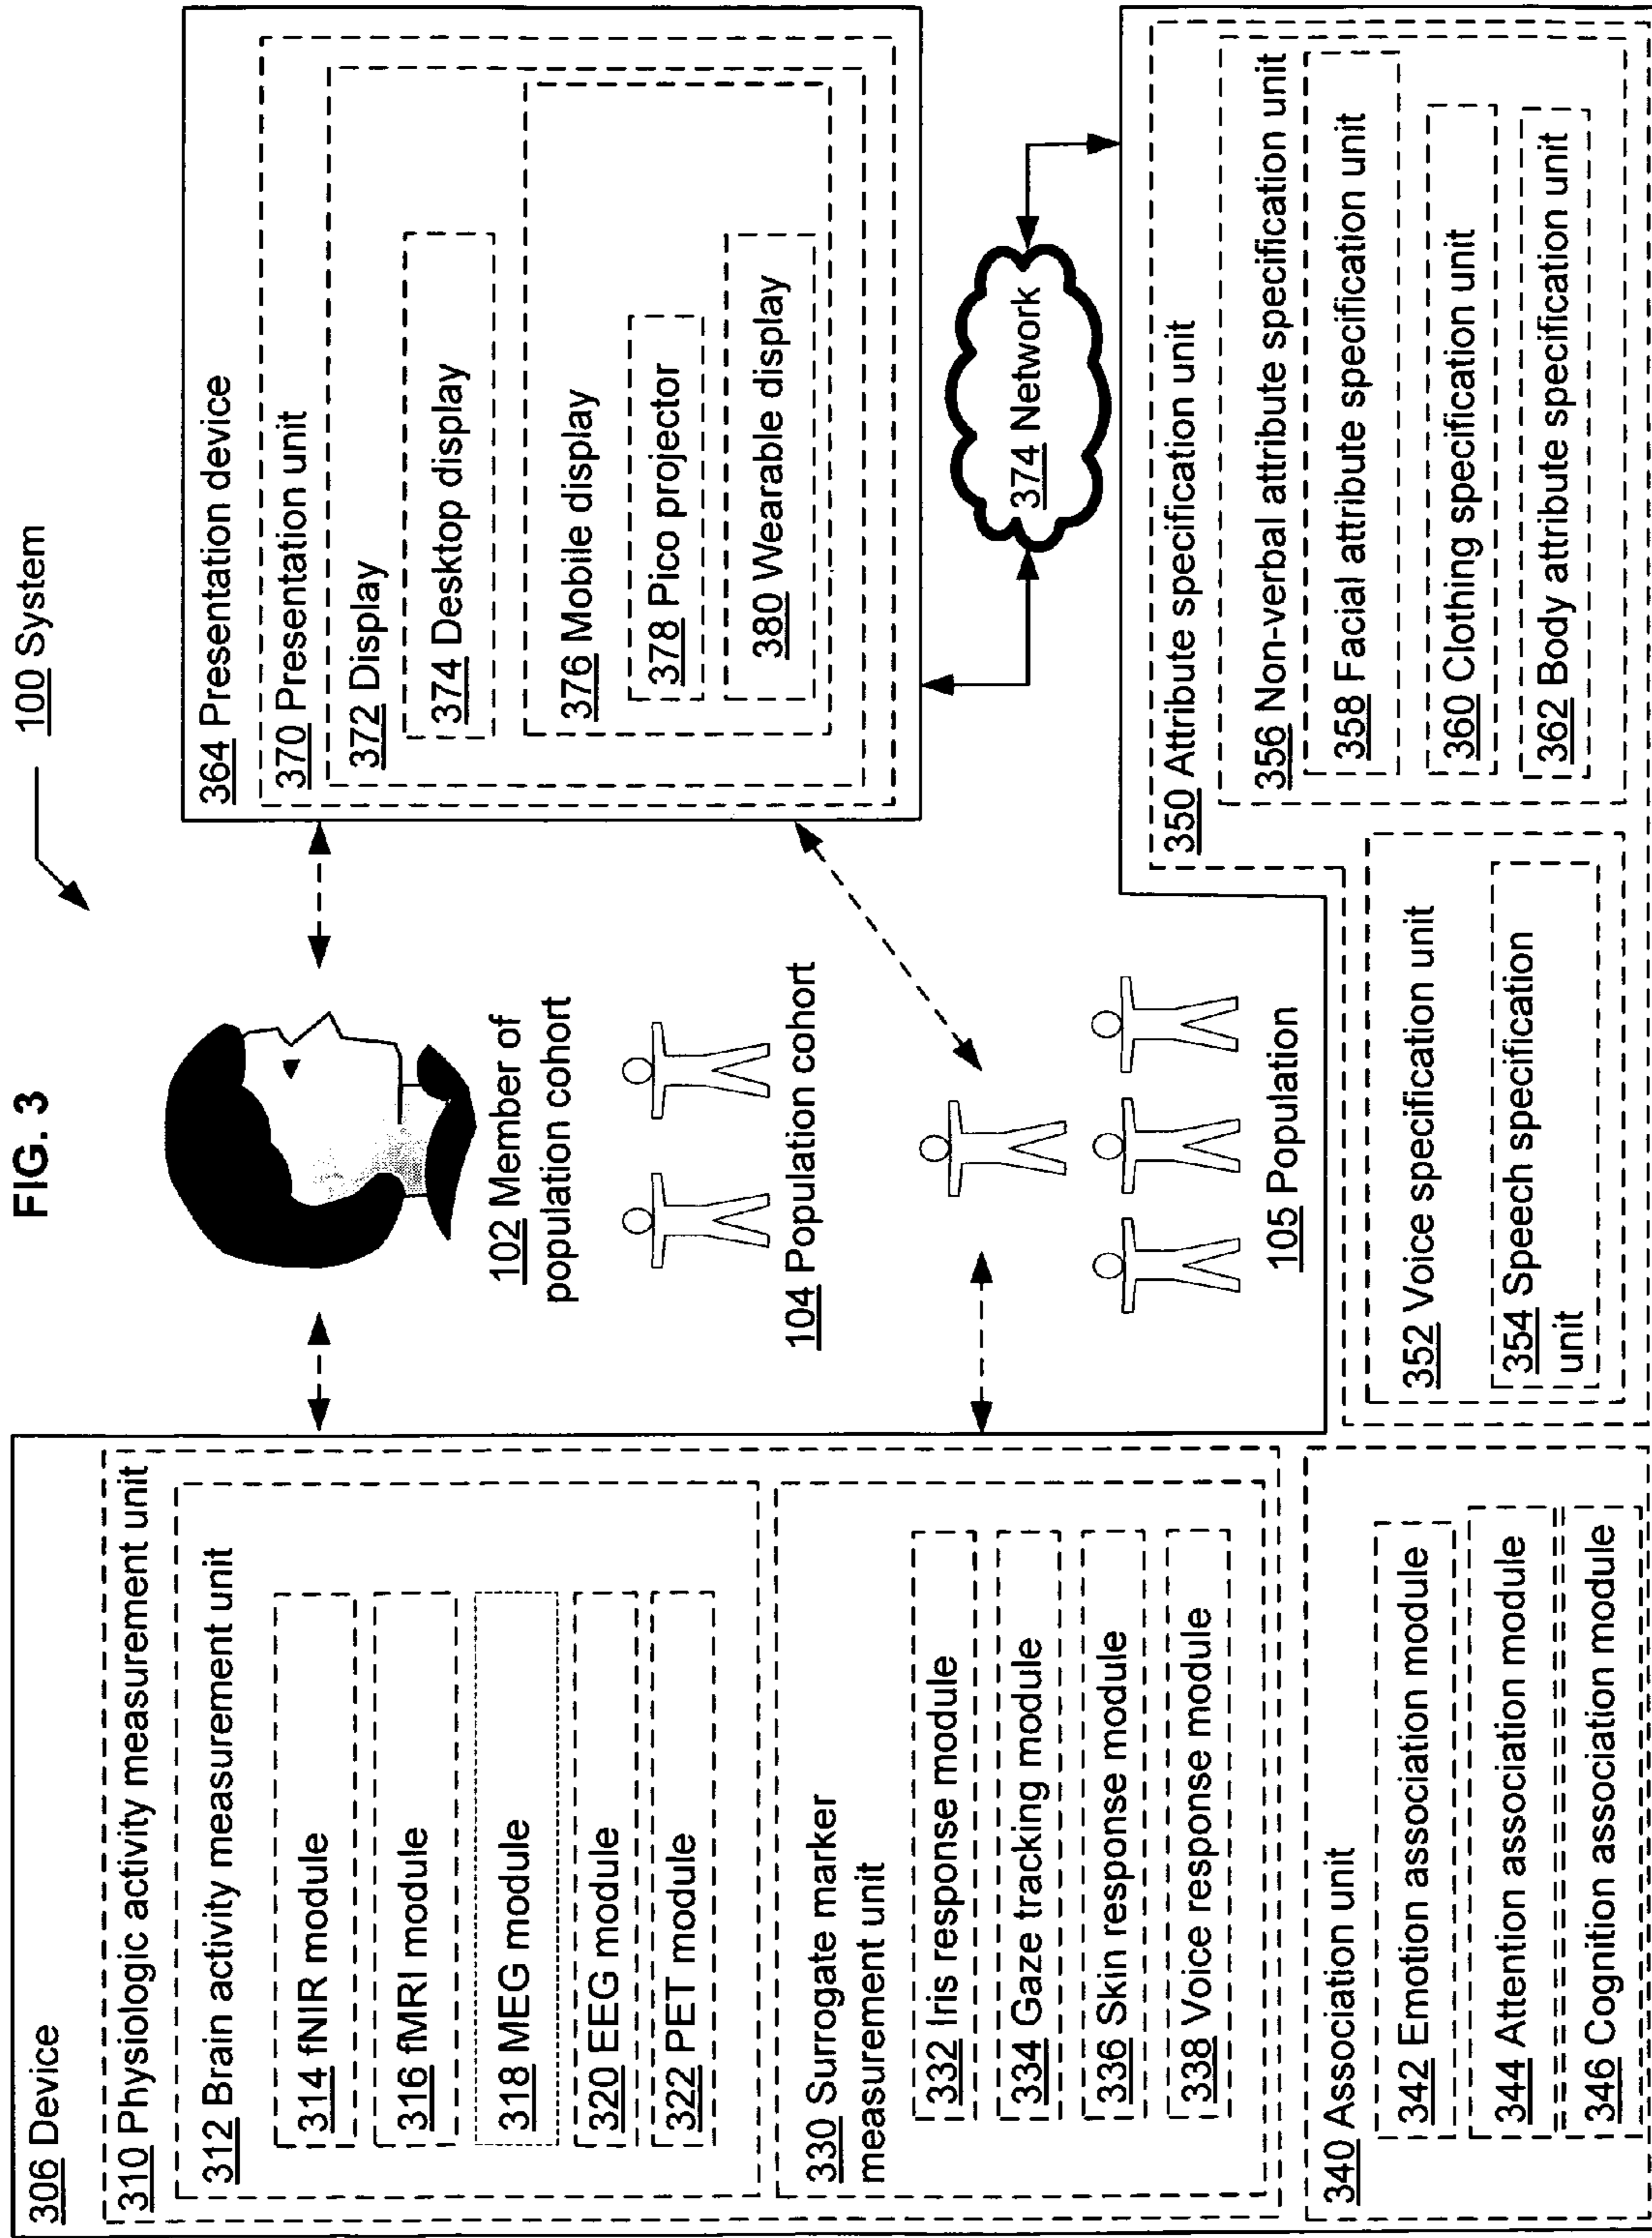 FIG. 3
100 System
306 Device
310 Physiologic activity measurement unit
312 Brain activity measurement unit
314 fNIR module
316 fMRI module
318 MEG module
320 EEG module
322 PET module
330 Surrogate marker
measurement unit
332 Iris response module
334 Gaze tracking module
336 Skin response module
338 Voice response module
340 Association unit
342 Emotion association module
344 Attention association module
346 Cognition association module
102 Member of
population cohort
104 Population cohort
105 Population
364 Presentation device
370 Presentation unit
372 Display
374 Desktop display
376 Mobile display
378 Pico projector
380 Wearable display
374 Network
350 Attribute specification unit
352 Voice specification unit
354 Speech specification
unit
356 Non-verbal attribute specification unit
358 Facial attribute specification unit
360 Clothing specification unit
362 Body attribute specification unit